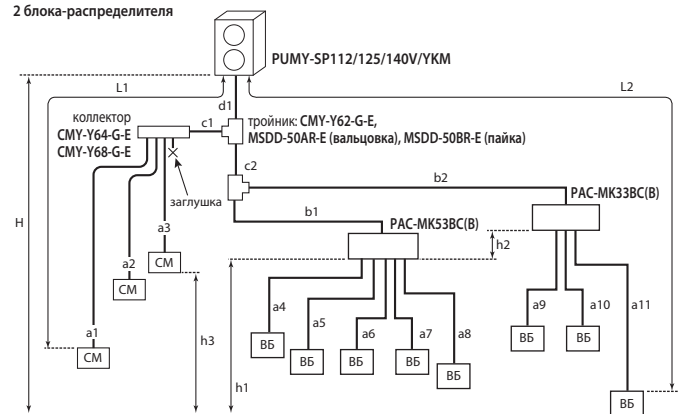 2 блока-распределителя
PUMY-SP112/125/140V/YKM
L1
L2
d1
коллектор
CMY-Y64-G-E
CMY-Y68-G-E
c1
тройник: CMY-Y62-G-E,
MSDD-50AR-E (вальцовка), MSDD-50BR-E (пайка)
c2
заглушка
b2
PAC-MK33BC(B)
b1
PAC-MK53BC(B)
H
a3
h2
a2
СМ
СМ
a1
СМ
h3
h1
a4
a5
a6
a7
a8
a9
a10
a11
ВБ
ВБ
ВБ
ВБ
ВБ
ВБ
ВБ
ВБ